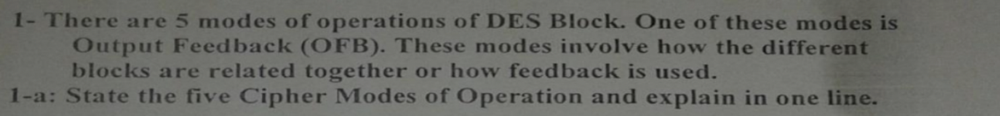 1- There are 5 modes of operations of DES Block. One of these modes is
Output Feedback (OFB). These modes involve how the different
blocks are related together or how feedback is used.
1-a: State the five Cipher Modes of Operation and explain in one line.